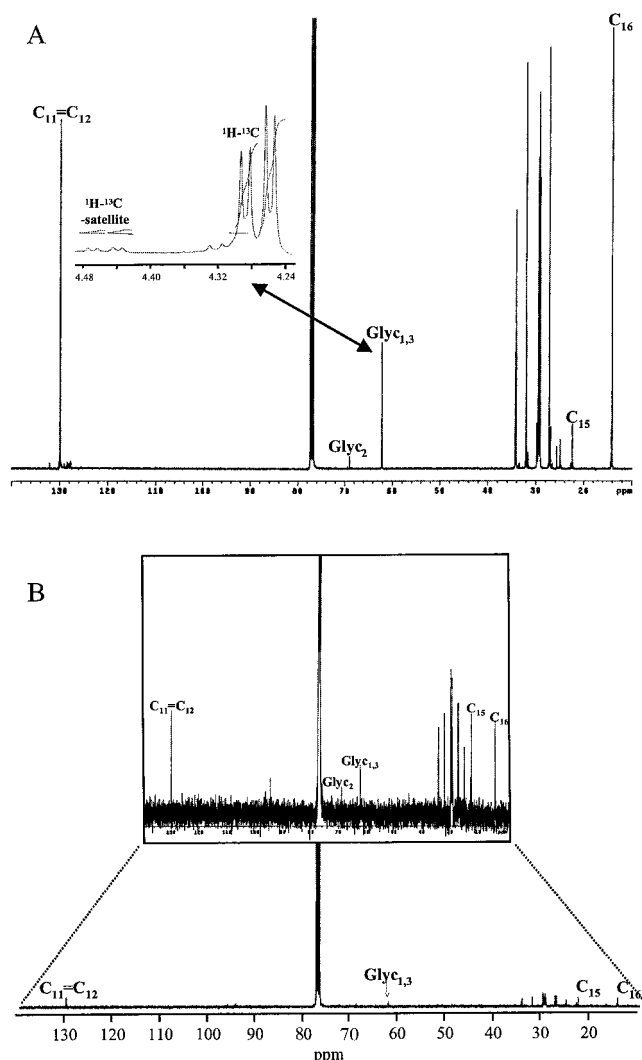 A
C₁₆
C₁₁=C₁₂
¹H-¹³C
¹H-¹³C
-satellite
4.48 4.40 4.32 4.24
Glyc₁,₃
C₁₅
Glyc₂
130 100 90 80 70 60 50 40 30 20 ppm
B
C₁₁=C₁₂
C₁₅
C₁₆
Glyc₁,₃
Glyc₂
Glyc₁,₃
C₁₁=C₁₂
C₁₅
C₁₆
130 120 110 100 90 80 70 60 50 40 30 20
ppm